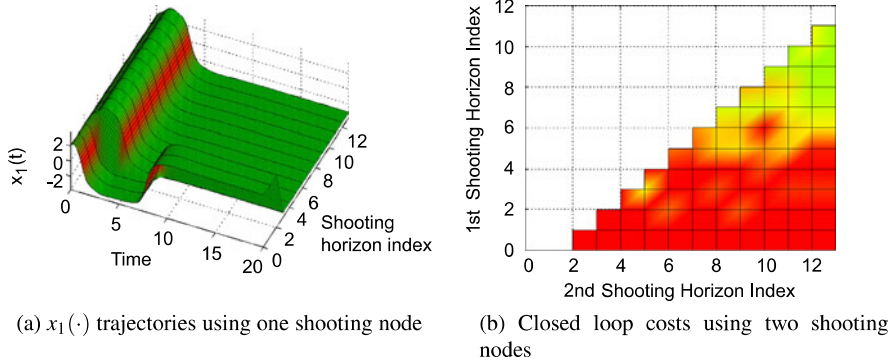 2
0
-2
x₁(t)
0
5
10
15
20
Time
0
2
4
6
8
10
12
Shooting
horizon index
(a) x₁(·) trajectories using one shooting node
12
10
8
6
4
2
0
1st Shooting Horizon Index
0 2 4 6 8 10 12
2nd Shooting Horizon Index
(b) Closed loop costs using two shooting
nodes